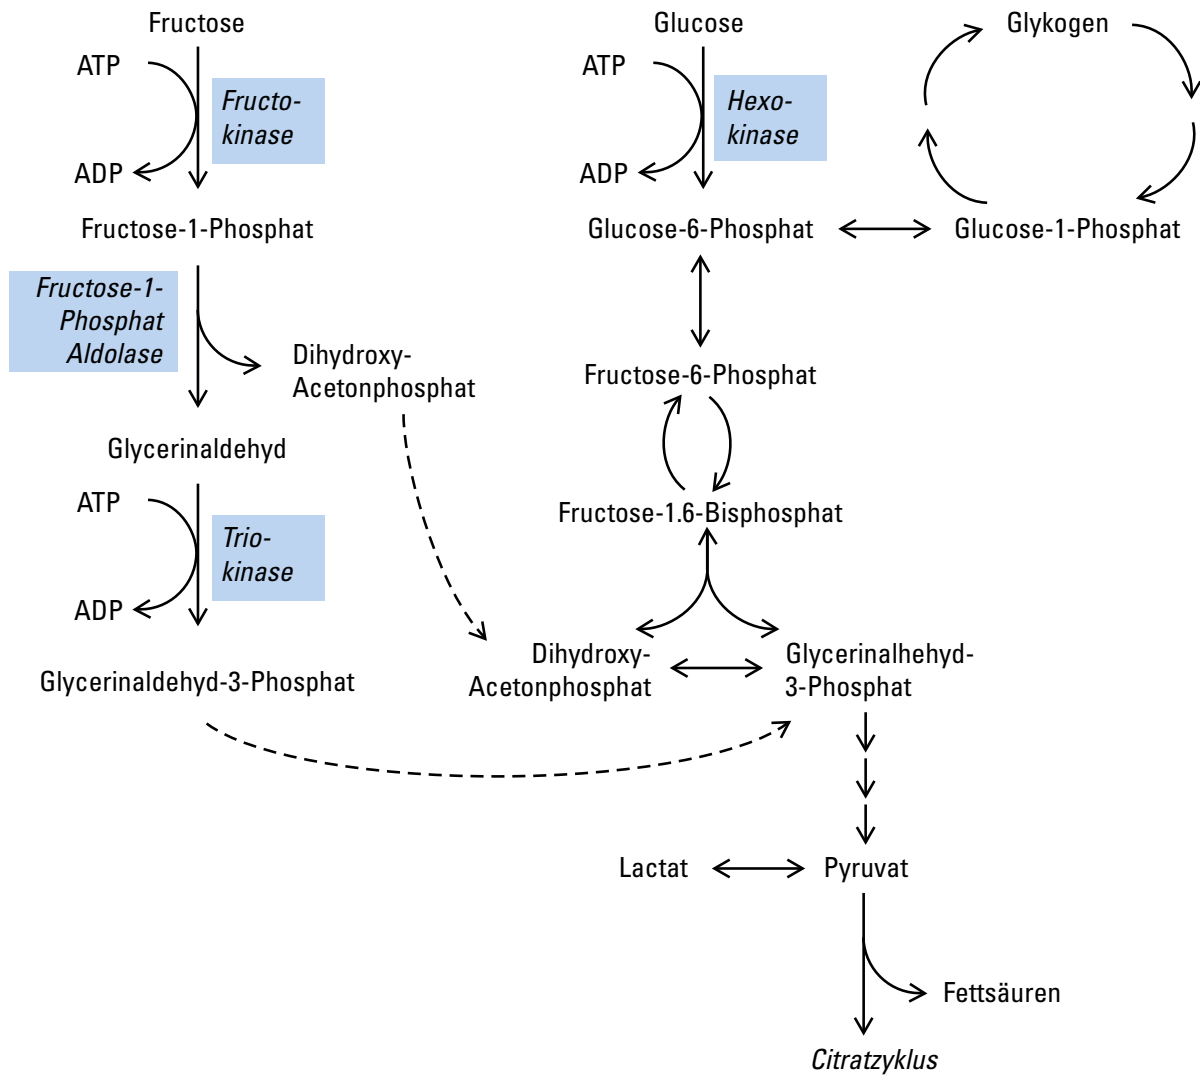 Fructose
ATP
Fructo-
kinase
ADP
Fructose-1-Phosphat
Fructose-1-
Phosphat
Aldolase
Dihydroxy-
Acetonphosphat
Glycerinaldehyd
ATP
Trio-
kinase
ADP
Glycerinaldehyd-3-Phosphat
Glucose
ATP
Hexo-
kinase
ADP
Glucose-6-Phosphat
Glykogen
Glucose-1-Phosphat
Fructose-6-Phosphat
Fructose-1.6-Bisphosphat
Dihydroxy-
Acetonphosphat
Glycerinalhehyd-
3-Phosphat
Lactat
Pyruvat
Fettsäuren
Citratzyklus